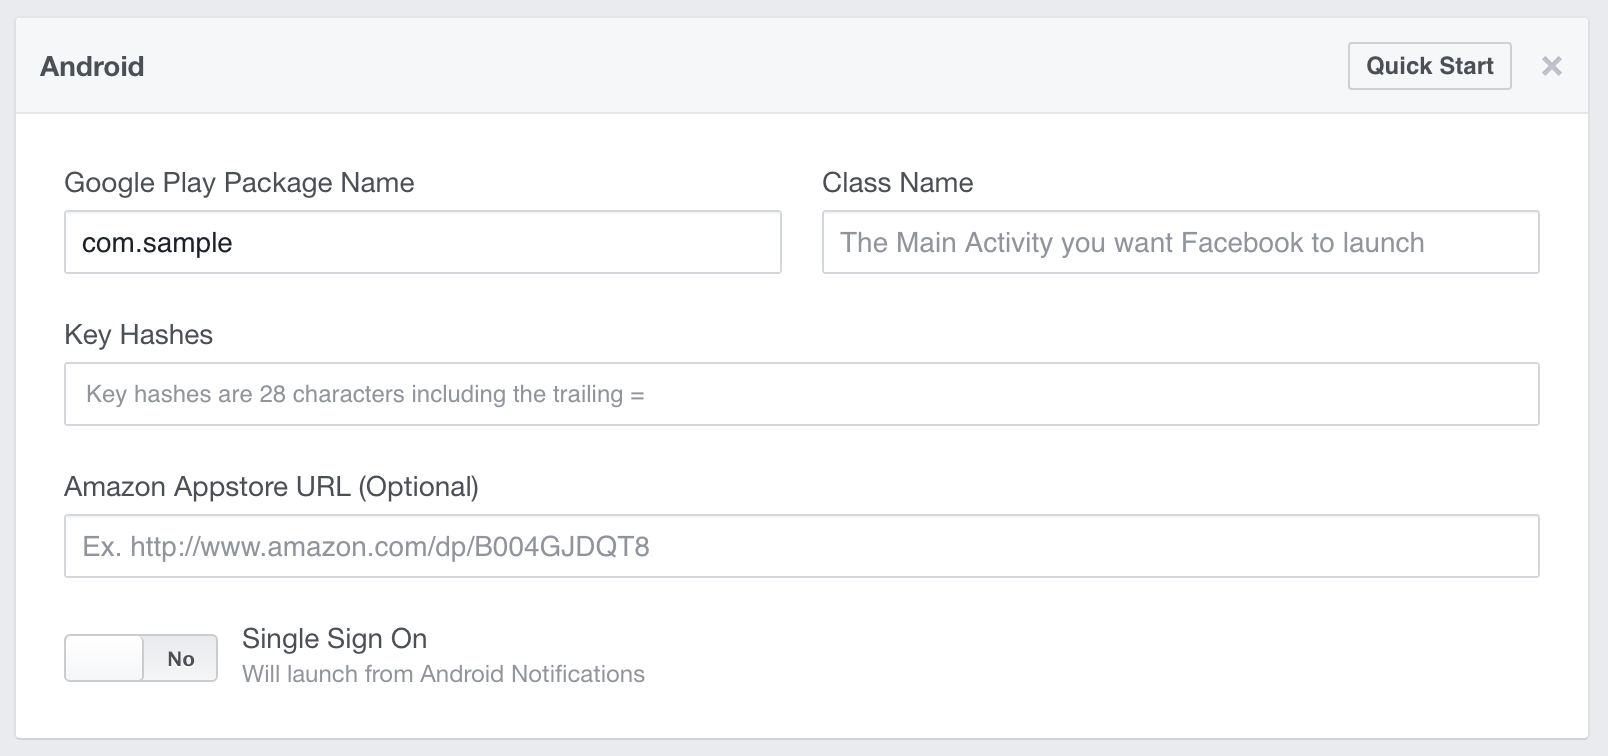 Android
Quick Start
Google Play Package Name
Class Name
com.sample
The Main Activity you want Facebook to launch
Key Hashes
Key hashes are 28 characters including the trailing =
Amazon Appstore URL (Optional)
Ex. http://www.amazon.com/dp/B004GJDQT8
No
Single Sign On
Will launch from Android Notifications